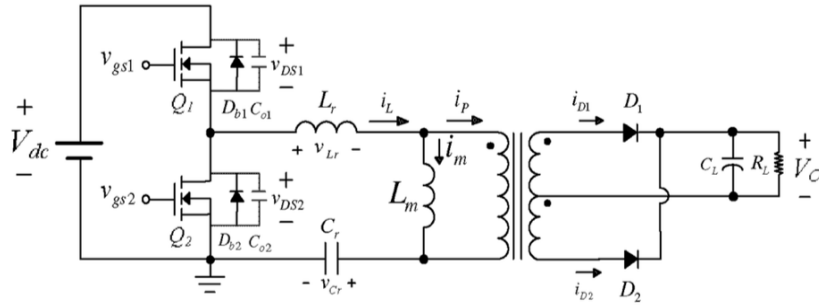 +
v_gs1
Q_1
+
v_DS1
−
D_b1 C_o1
L_r
i_L
i_P
+ v_Lr −
i_m
i_D1
D_1
+
V_dc
−
L_m
C_L
R_L
+
V_O
−
v_gs2
Q_2
+
v_DS2
−
D_b2 C_o2
C_r
− v_Cr +
i_D2
D_2